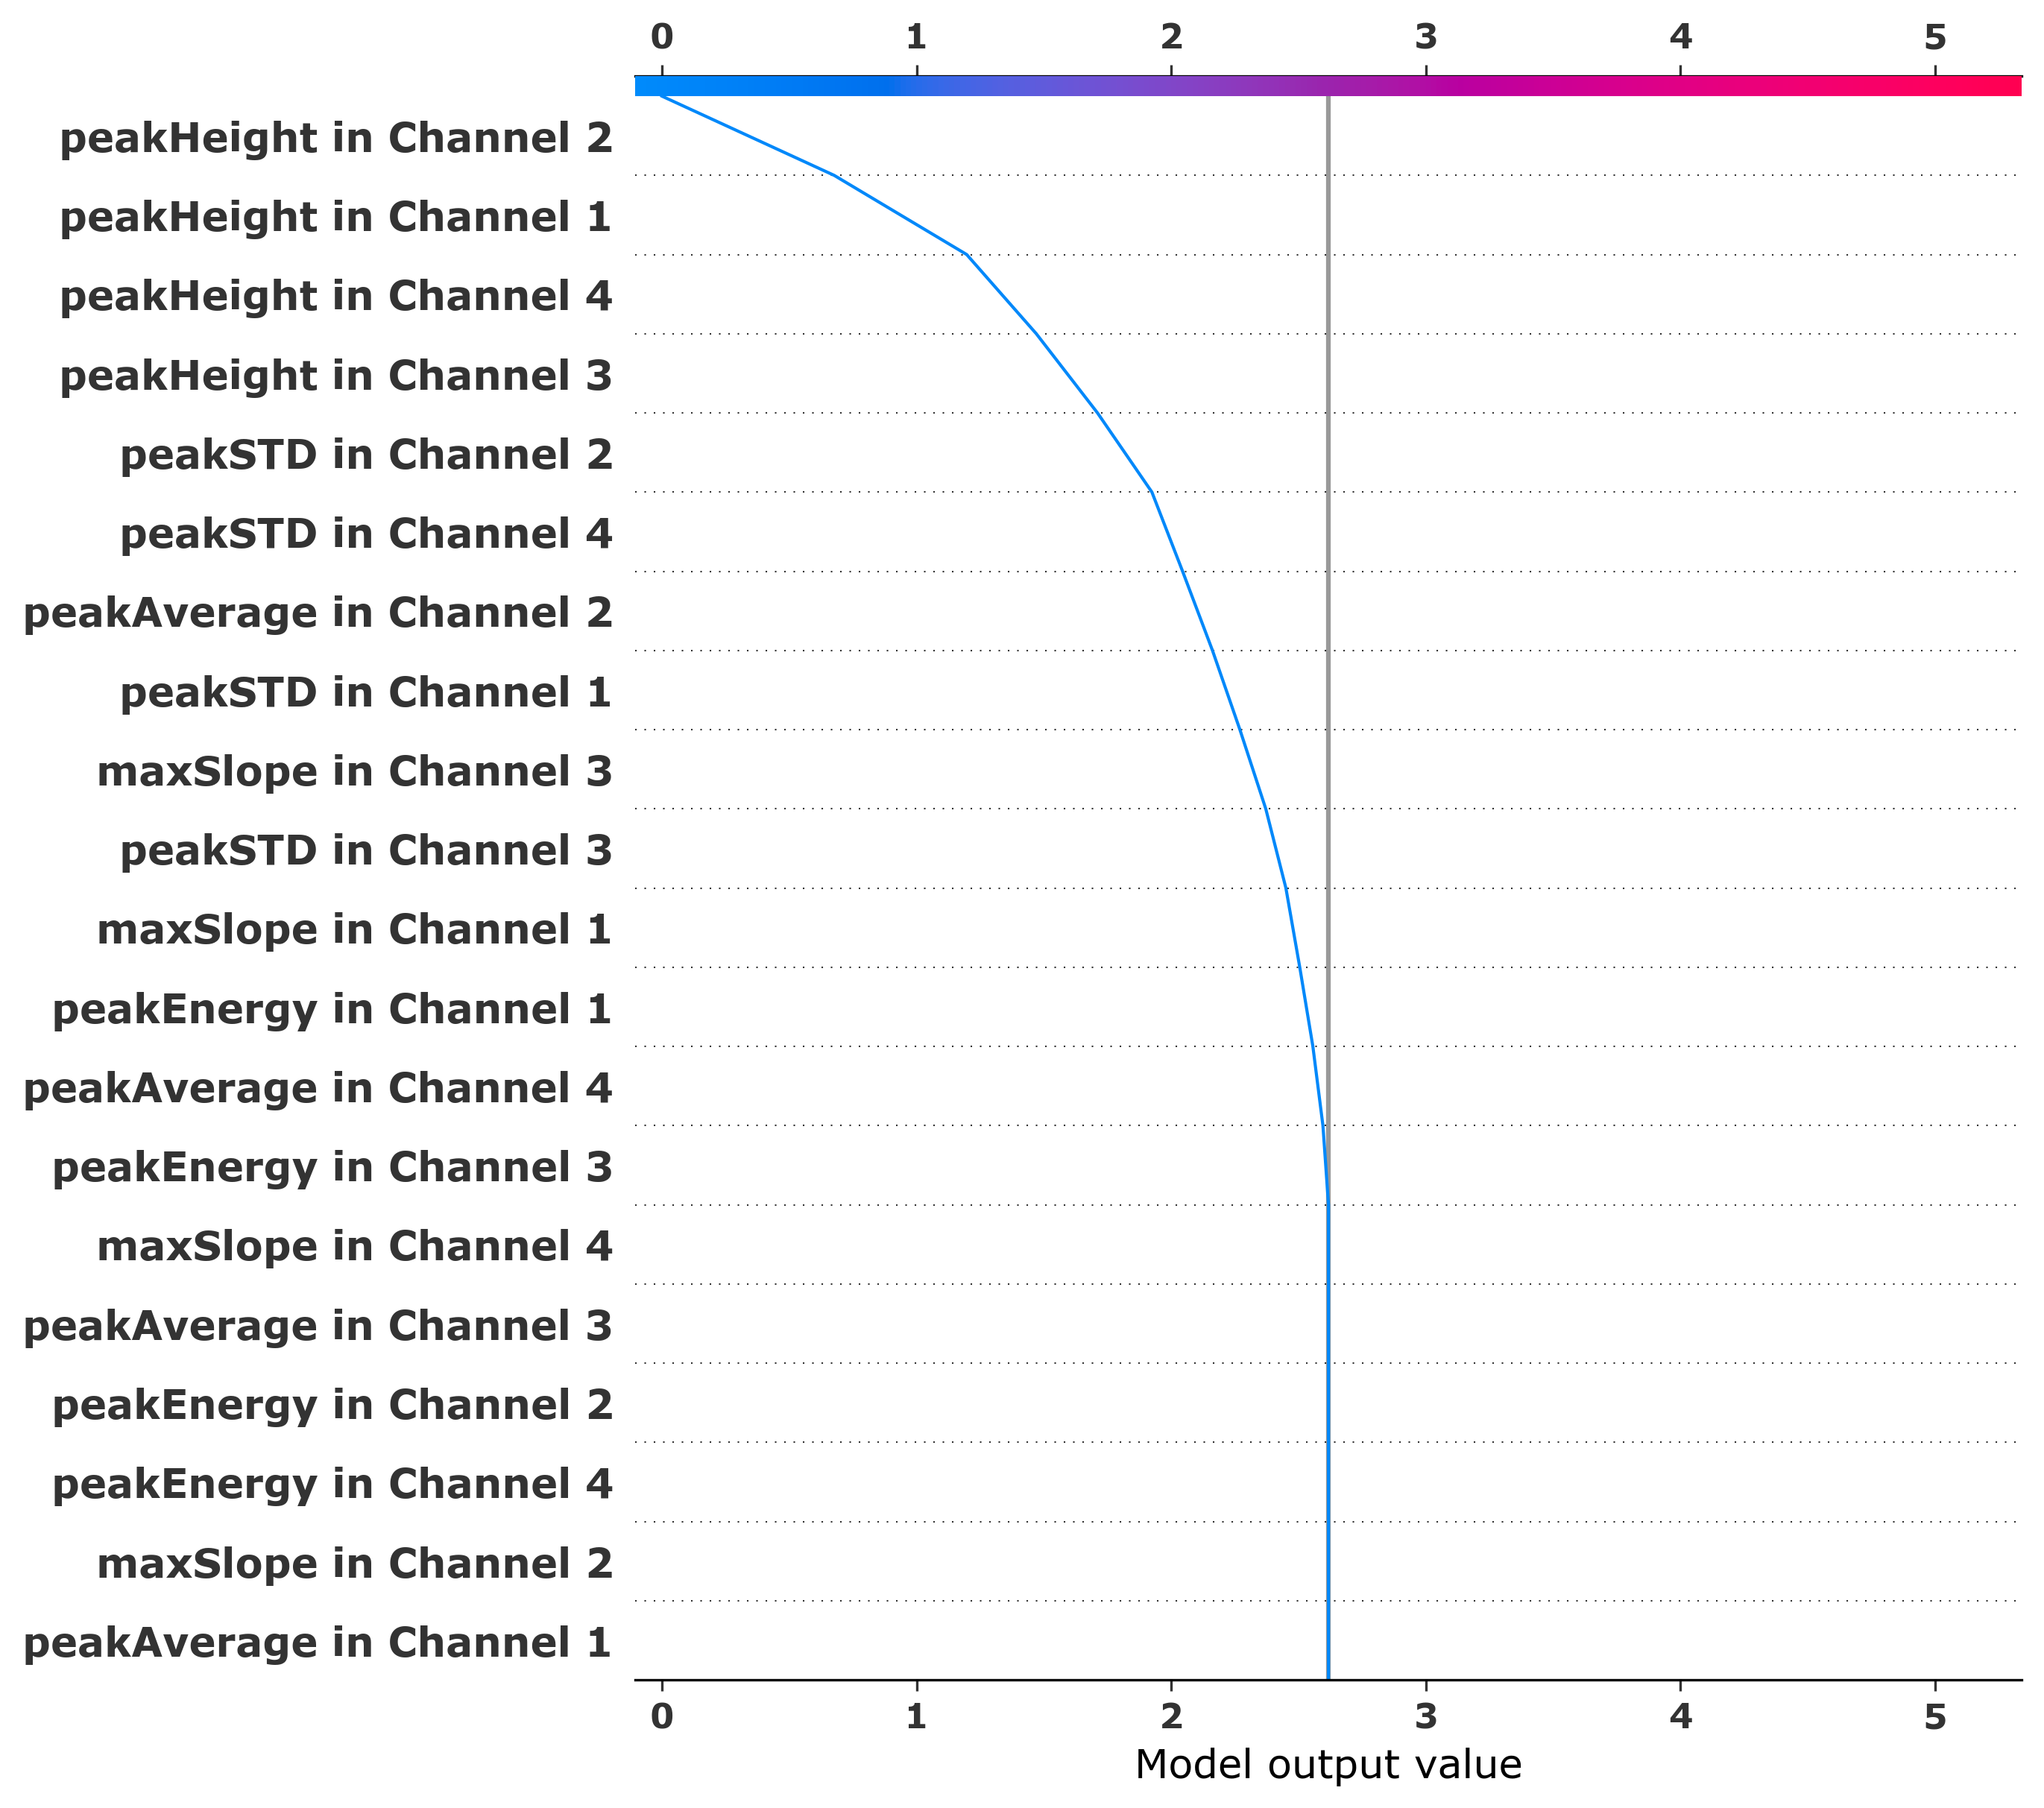 0 1 2 3 4 5
peakHeight in Channel 2
peakHeight in Channel 1
peakHeight in Channel 4
peakHeight in Channel 3
peakSTD in Channel 2
peakSTD in Channel 4
peakAverage in Channel 2
peakSTD in Channel 1
maxSlope in Channel 3
peakSTD in Channel 3
maxSlope in Channel 1
peakEnergy in Channel 1
peakAverage in Channel 4
peakEnergy in Channel 3
maxSlope in Channel 4
peakAverage in Channel 3
peakEnergy in Channel 2
peakEnergy in Channel 4
maxSlope in Channel 2
peakAverage in Channel 1
0 1 2 3 4 5
Model output value